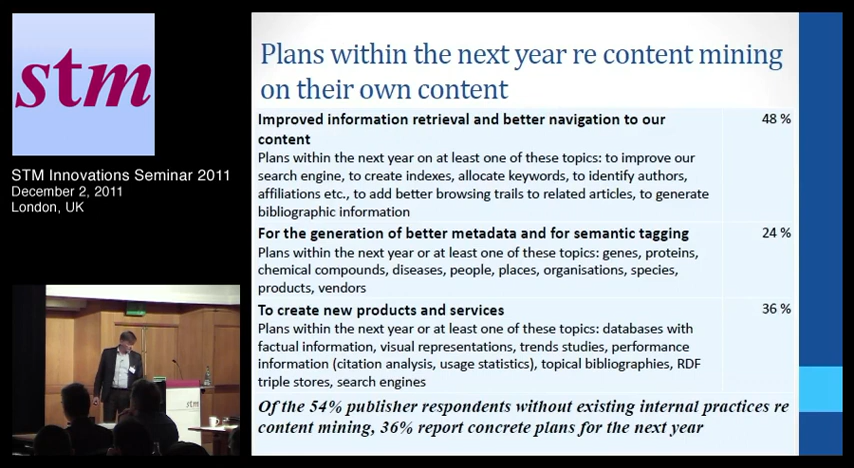 stm
STM Innovations Seminar 2011
December 2, 2011
London, UK
Plans within the next year re content mining
on their own content
Improved information retrieval and better navigation to our
content
48 %
Plans within the next year on at least one of these topics: to improve our
search engine, to create indexes, allocate keywords, to identify authors,
affiliations etc., to add better browsing trails to related articles, to generate
bibliographic information
For the generation of better metadata and for semantic tagging
24 %
Plans within the next year or at least one of these topics: genes, proteins,
chemical compounds, diseases, people, places, organisations, species,
products, vendors
To create new products and services
36 %
Plans within the next year or at least one of these topics: databases with
factual information, visual representations, trends studies, performance
information (citation analysis, usage statistics), topical bibliographies, RDF
triple stores, search engines
Of the 54% publisher respondents without existing internal practices re
content mining, 36% report concrete plans for the next year
stm